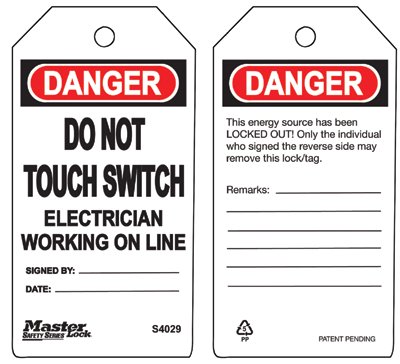 DANGER
DO NOT
TOUCH SWITCH
ELECTRICIAN
WORKING ON LINE
SIGNED BY:
DATE:
Master Lock
SAFETY SERIES
S4029
DANGER
This energy source has been
LOCKED OUT! Only the individual
who signed the reverse side may
remove this lock/tag.
Remarks:
5
PP
PATENT PENDING